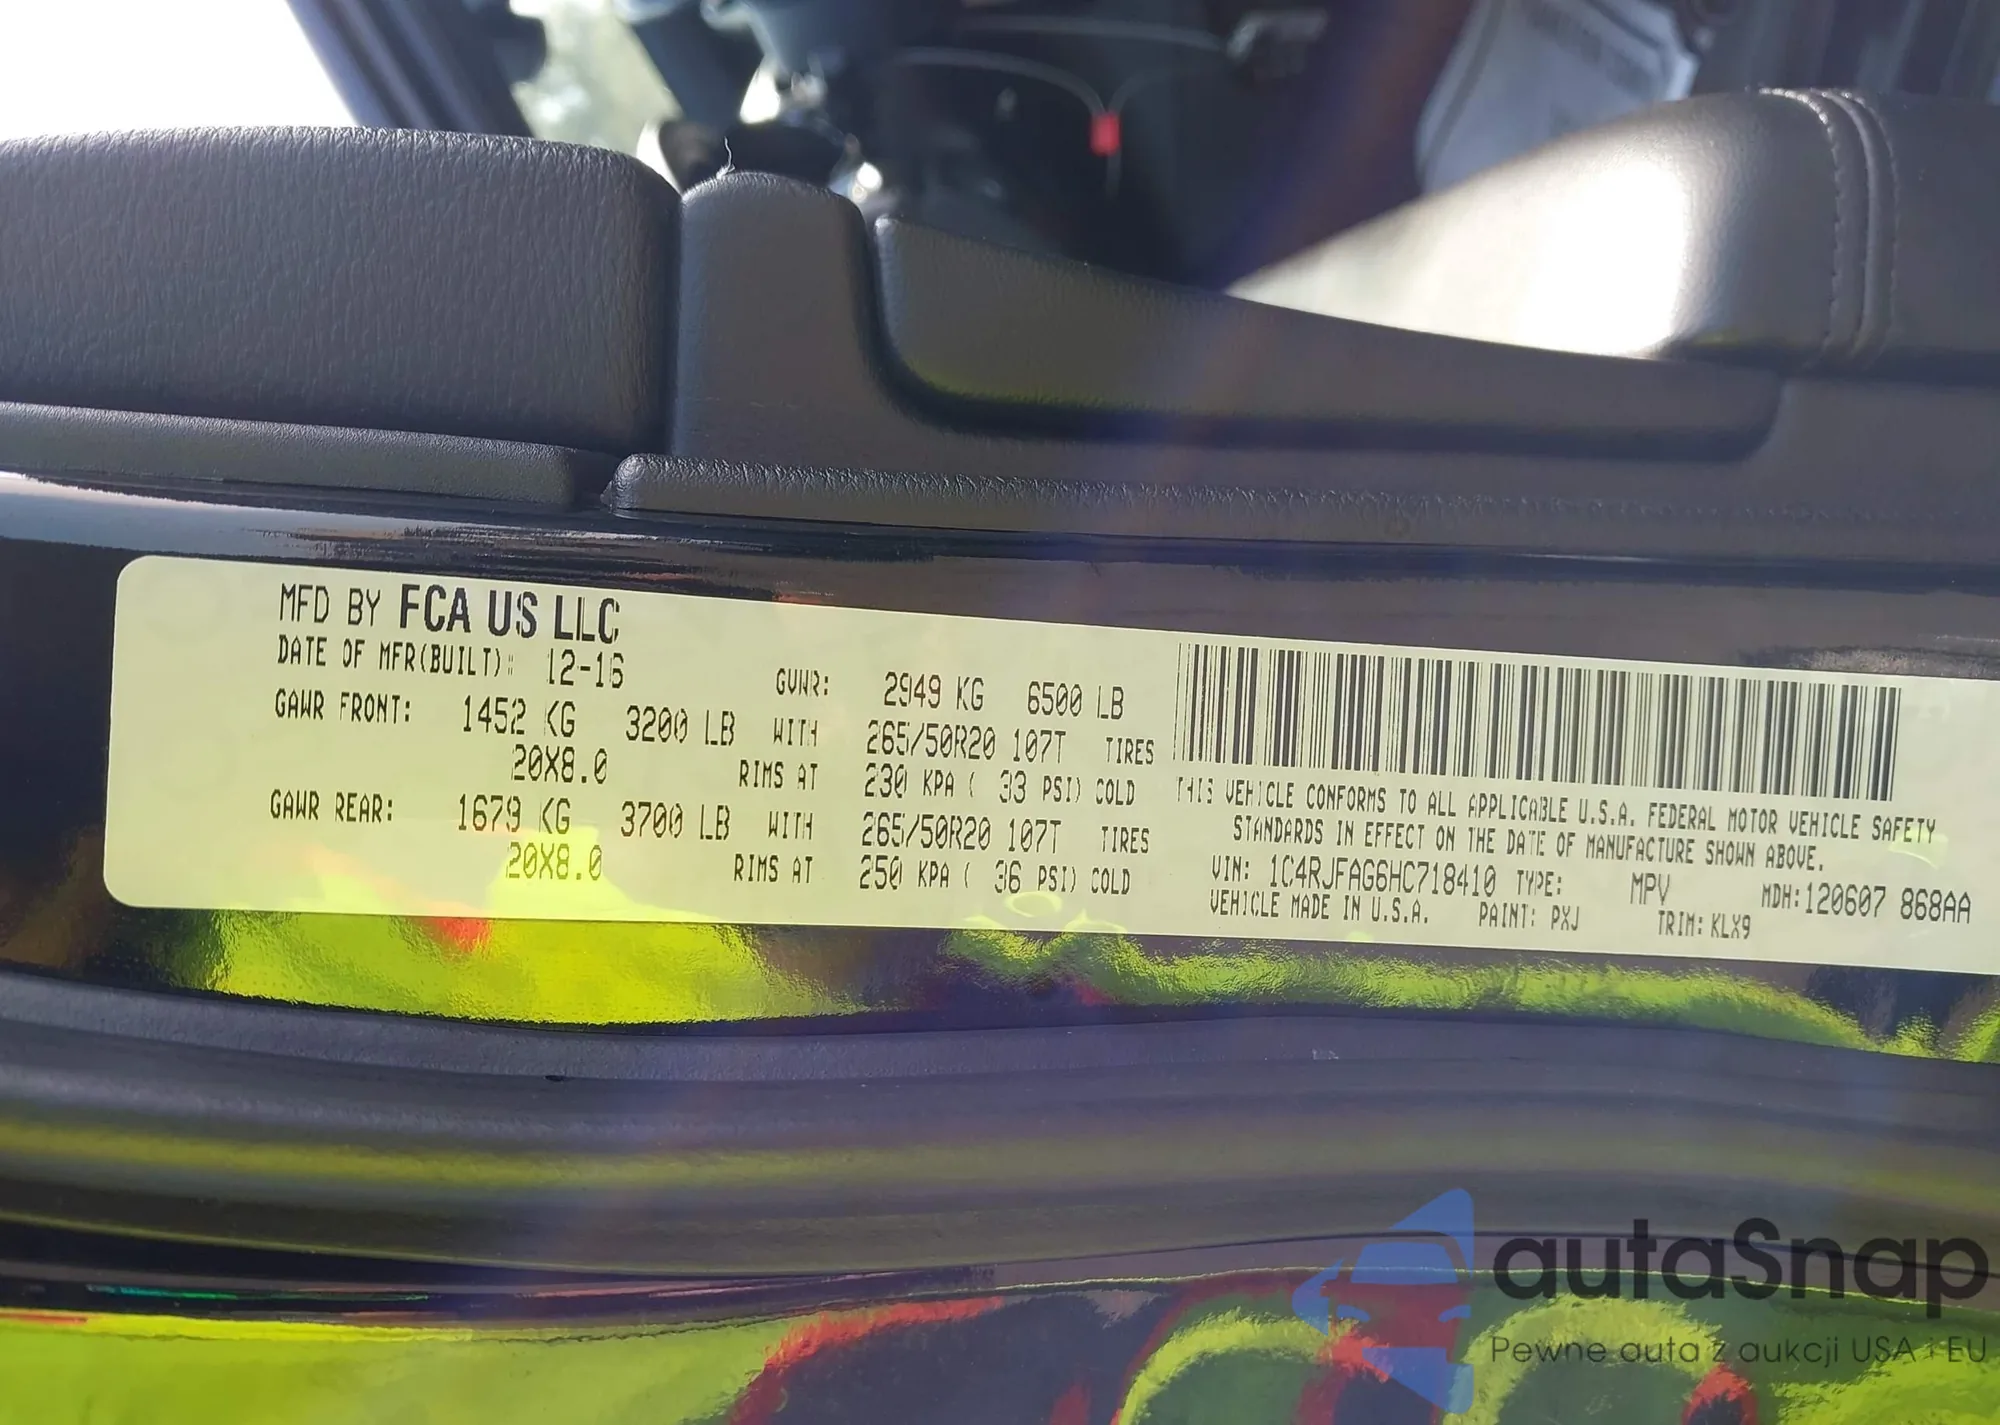 MFD BY FCA US LLC
DATE OF MFR(BUILT): 12-16 GVWR: 2949 KG 6500 LB
GAWR FRONT: 1452 KG 3200 LB WITH 265/50R20 107T TIRES
20X8.0 RIMS AT 230 KPA ( 33 PSI) COLD
GAWR REAR: 1679 KG 3700 LB WITH 265/50R20 107T TIRES
20X8.0 RIMS AT 250 KPA ( 36 PSI) COLD
THIS VEHICLE CONFORMS TO ALL APPLICABLE U.S.A. FEDERAL MOTOR VEHICLE SAFETY
STANDARDS IN EFFECT ON THE DATE OF MANUFACTURE SHOWN ABOVE.
VIN: 1C4RJFAG6HC718410 TYPE: MPV MDH:120607 868AA
VEHICLE MADE IN U.S.A. PAINT: PXJ TRIM: KLX9
autaSnap
Pewne auta z aukcji USA i EU